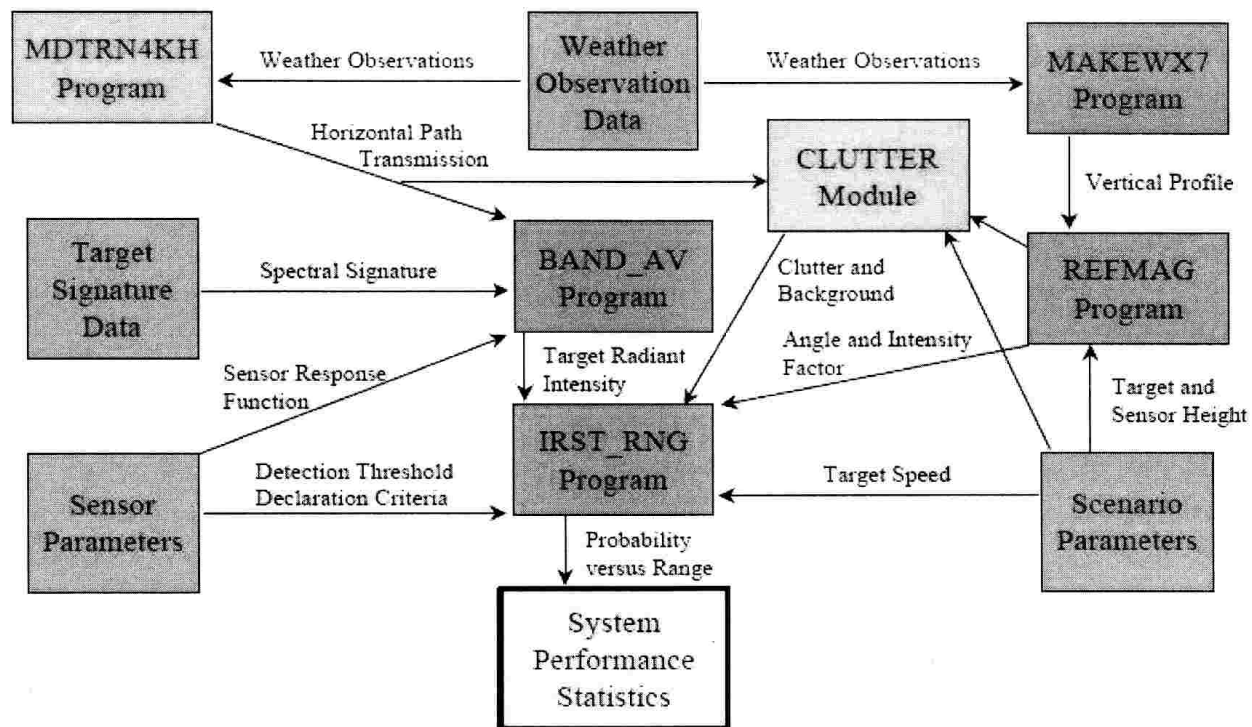 MDTRN4KH
Program
Weather Observations
Weather
Observation
Data
Weather Observations
MAKEWX7
Program
Horizontal Path
Transmission
CLUTTER
Module
Vertical Profile
Target
Signature
Data
Spectral Signature
BAND_AV
Program
Clutter and
Background
REFMAG
Program
Sensor Response
Function
Target Radiant
Intensity
Angle and Intensity
Factor
Target and
Sensor Height
Sensor
Parameters
Detection Threshold
Declaration Criteria
IRST_RNG
Program
Target Speed
Scenario
Parameters
Probability
versus Range
System
Performance
Statistics